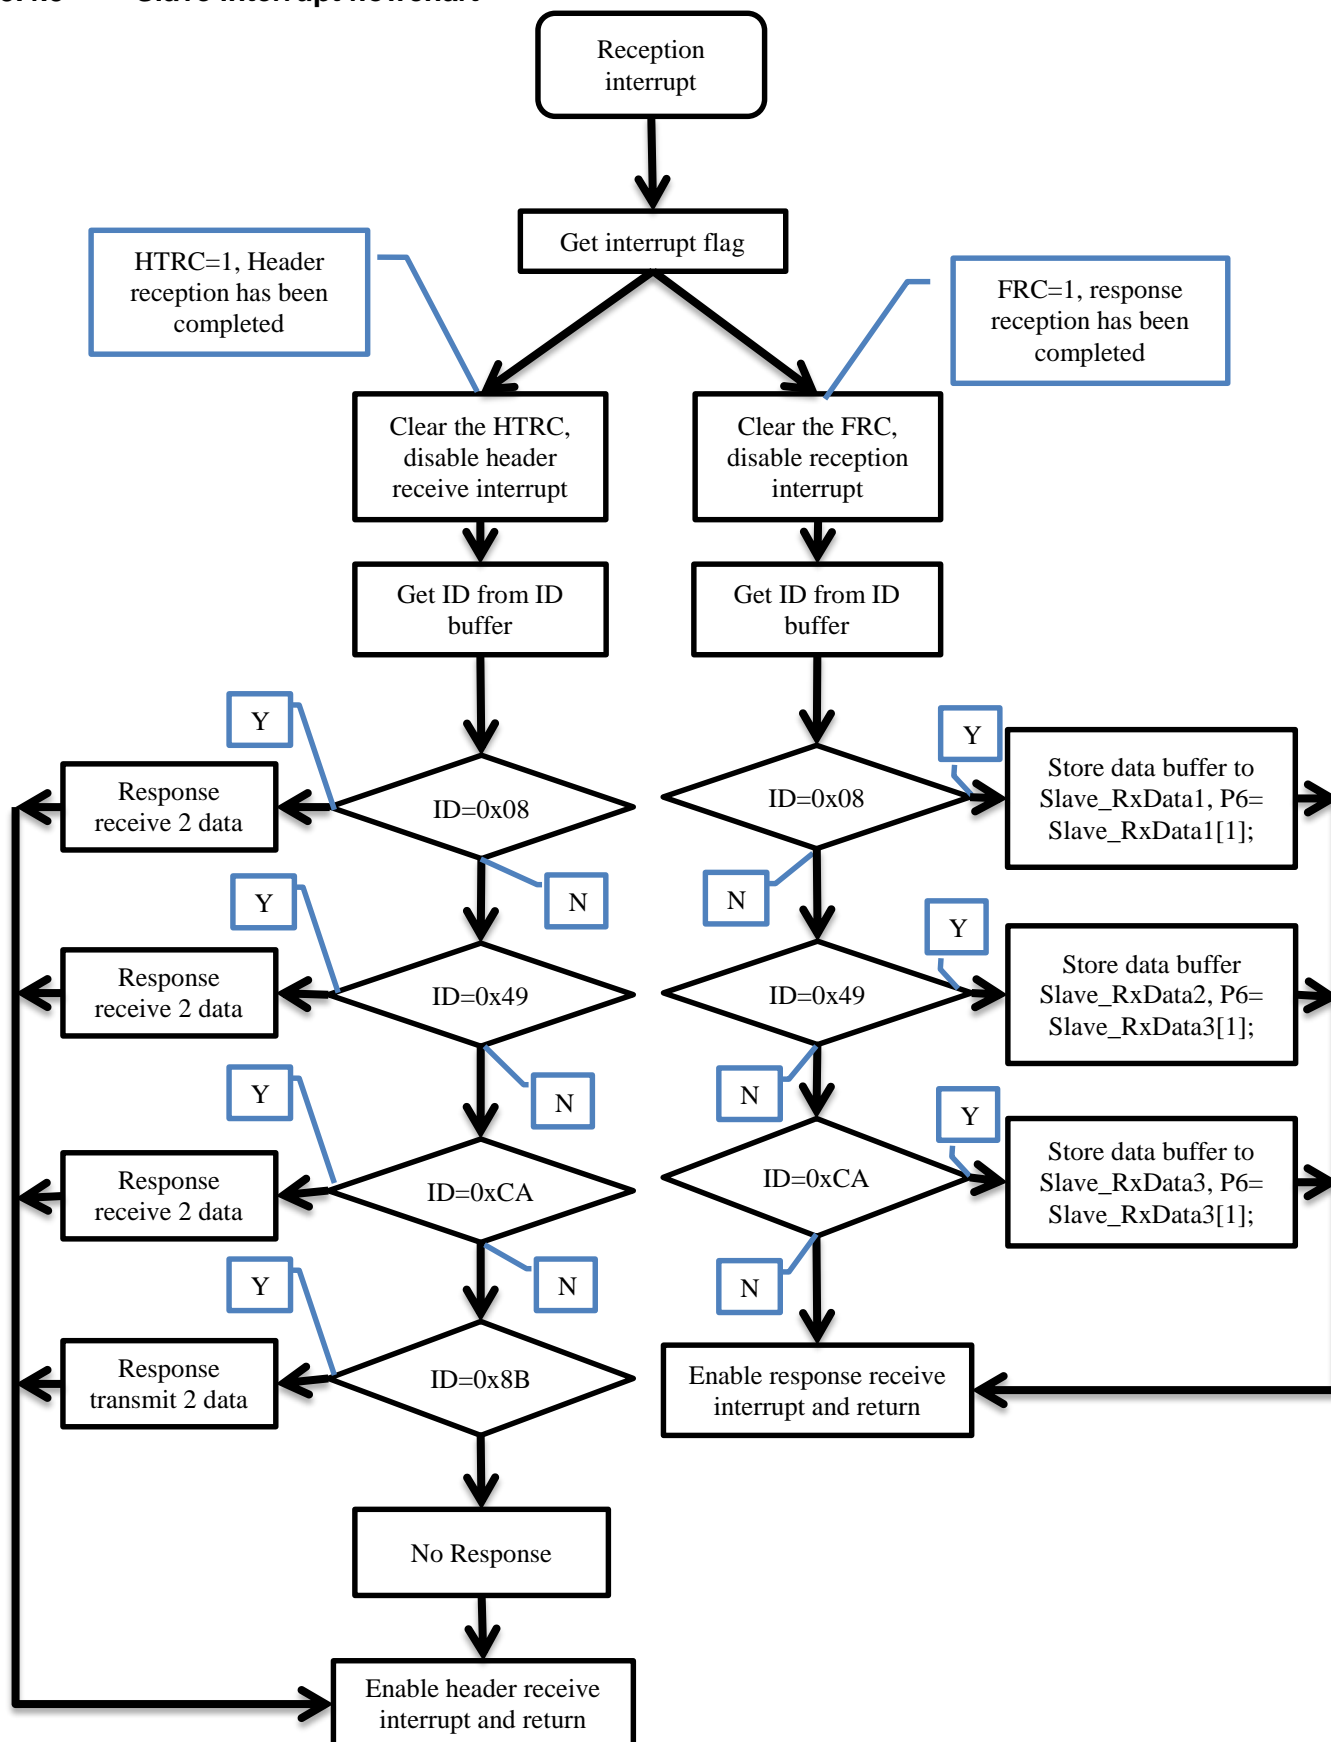 Slave interrupt flowchart
Reception
interrupt
Get interrupt flag
HTRC=1, Header
reception has been
completed
FRC=1, response
reception has been
completed
Clear the HTRC,
disable header
receive interrupt
Clear the FRC,
disable reception
interrupt
Get ID from ID
buffer
Get ID from ID
buffer
Y
ID=0x08
Response
receive 2 data
N
Y
ID=0x49
Response
receive 2 data
N
Y
ID=0xCA
Response
receive 2 data
N
Y
ID=0x8B
Response
transmit 2 data
No Response
Enable header receive
interrupt and return
Y
ID=0x08
Store data buffer to
Slave_RxData1, P6=
Slave_RxData1[1];
N
Y
ID=0x49
Store data buffer
Slave_RxData2, P6=
Slave_RxData3[1];
N
Y
ID=0xCA
Store data buffer to
Slave_RxData3, P6=
Slave_RxData3[1];
N
Enable response receive
interrupt and return